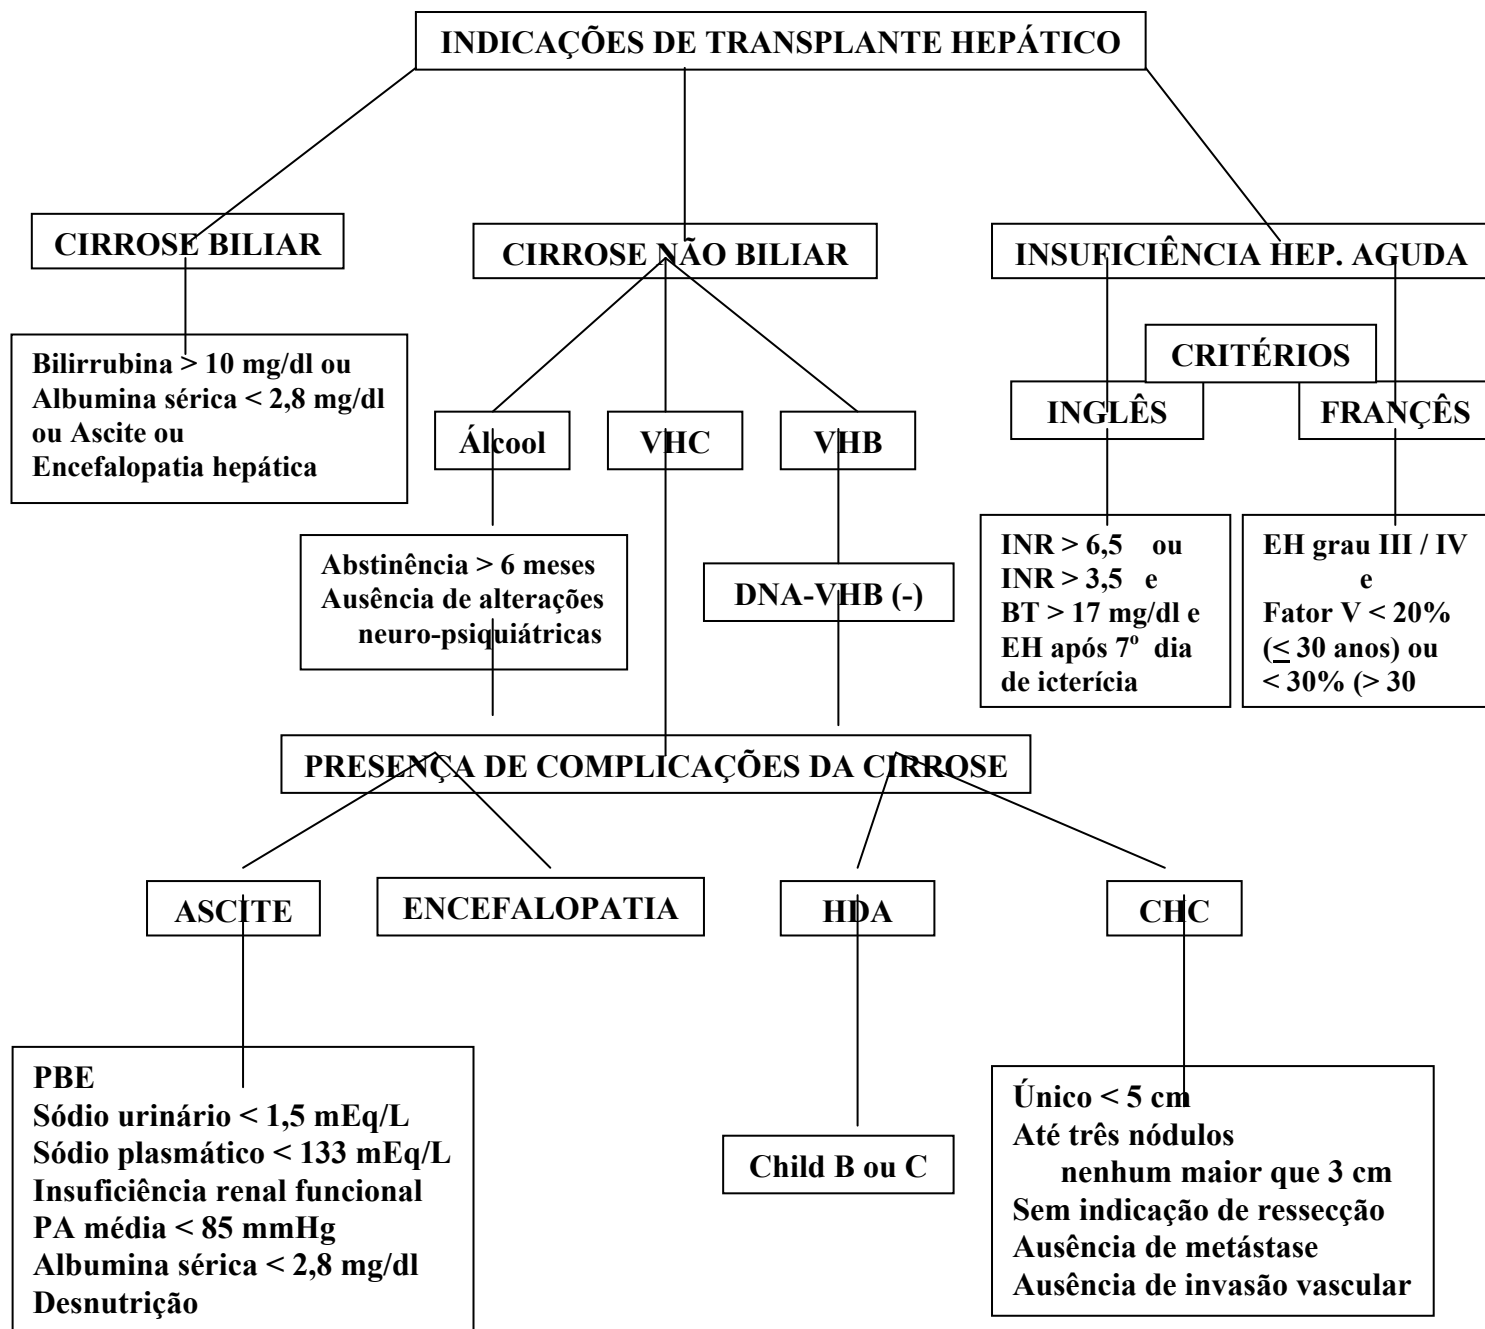 INDICAÇÕES DE TRANSPLANTE HEPÁTICO
CIRROSE BILIAR
CIRROSE NÃO BILIAR
INSUFICIÊNCIA HEP. AGUDA
Bilirrubina > 10 mg/dl ou
Albumina sérica < 2,8 mg/dl
ou Ascite ou
Encefalopatia hepática
CRITÉRIOS
INGLÊS
FRANÇÊS
Álcool
VHC
VHB
Abstinência > 6 meses
Ausência de alterações
neuro-psiquiátricas
DNA-VHB (-)
INR > 6,5 ou
INR > 3,5 e
BT > 17 mg/dl e
EH após 7º dia
de icterícia
EH grau III / IV
e
Fator V < 20%
(≤ 30 anos) ou
< 30% (> 30
PRESENÇA DE COMPLICAÇÕES DA CIRROSE
ASCITE
ENCEFALOPATIA
HDA
CHC
PBE
Sódio urinário < 1,5 mEq/L
Sódio plasmático < 133 mEq/L
Insuficiência renal funcional
PA média < 85 mmHg
Albumina sérica < 2,8 mg/dl
Desnutrição
Child B ou C
Único < 5 cm
Até três nódulos
nenhum maior que 3 cm
Sem indicação de ressecção
Ausência de metástase
Ausência de invasão vascular